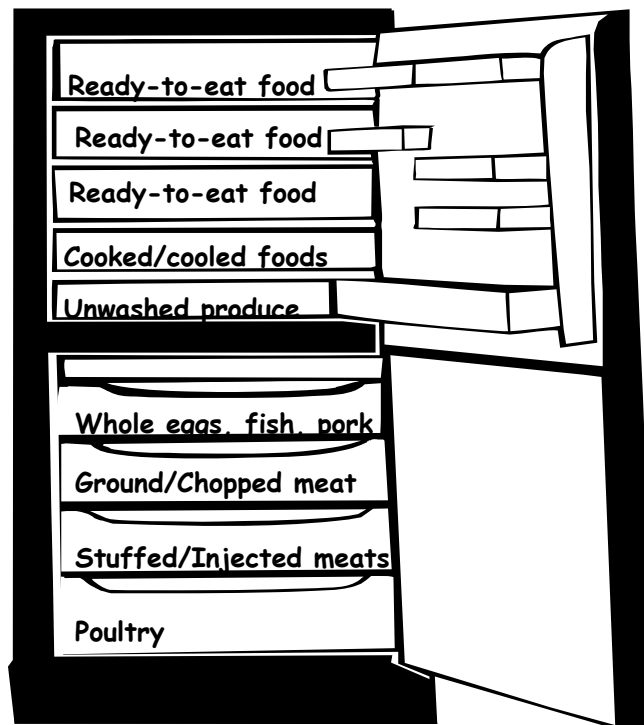 Ready-to-eat food
Ready-to-eat food
Ready-to-eat food
Cooked/cooled foods
Unwashed produce
Whole eggs, fish, pork
Ground/Chopped meat
Stuffed/Injected meats
Poultry